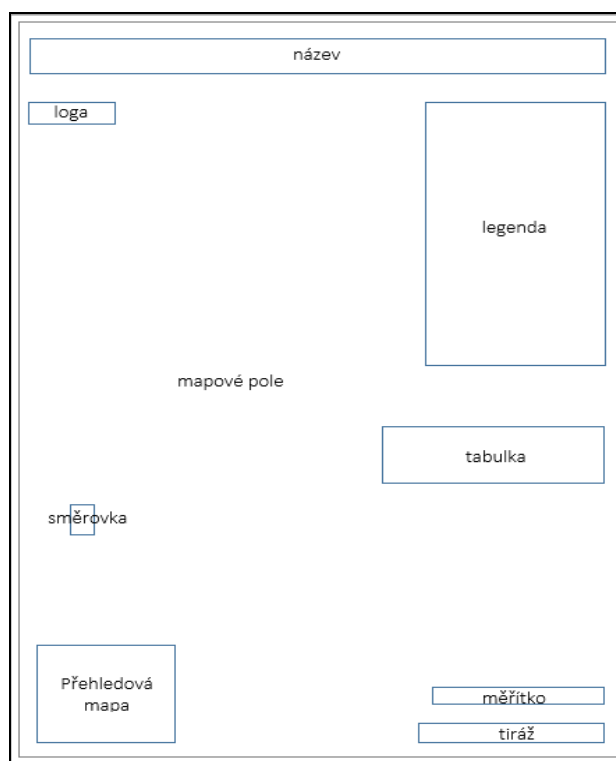 název
loga
legenda
mapové pole
tabulka
směrovka
Přehledová
mapa
měřítko
tiráž